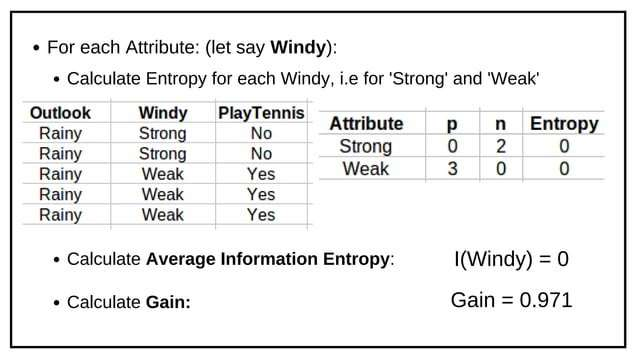 • For each Attribute: (let say Windy):
• Calculate Entropy for each Windy, i.e for 'Strong' and 'Weak'
Outlook Windy PlayTennis
Rainy Strong No
Rainy Strong No
Rainy Weak Yes
Rainy Weak Yes
Rainy Weak Yes
Attribute p n Entropy
Strong 0 2 0
Weak 3 0 0
• Calculate Average Information Entropy: I(Windy) = 0
• Calculate Gain: Gain = 0.971